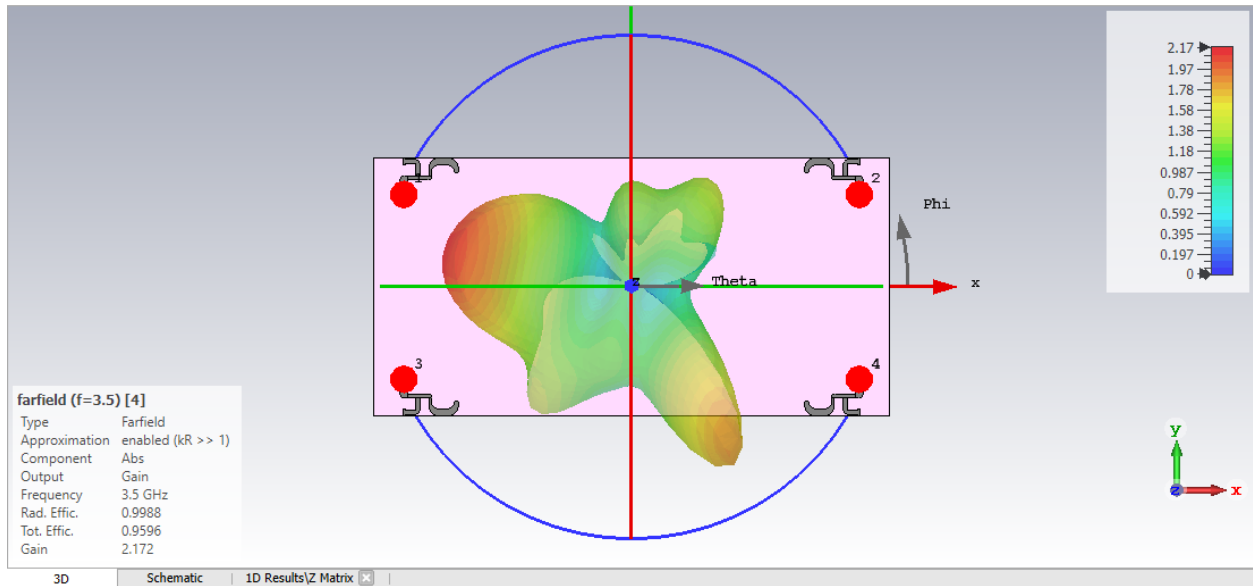 2.17
1.97
1.78
1.58
1.38
1.18
0.987
0.79
0.592
0.395
0.197
0
1
2
Phi
z
Theta
x
3
4
farfield (f=3.5) [4]
Type Farfield
Approximation enabled (kR >> 1)
Component Abs
Output Gain
Frequency 3.5 GHz
Rad. Effic. 0.9988
Tot. Effic. 0.9596
Gain 2.172
y
z
x
3D Schematic 1D Results\Z Matrix